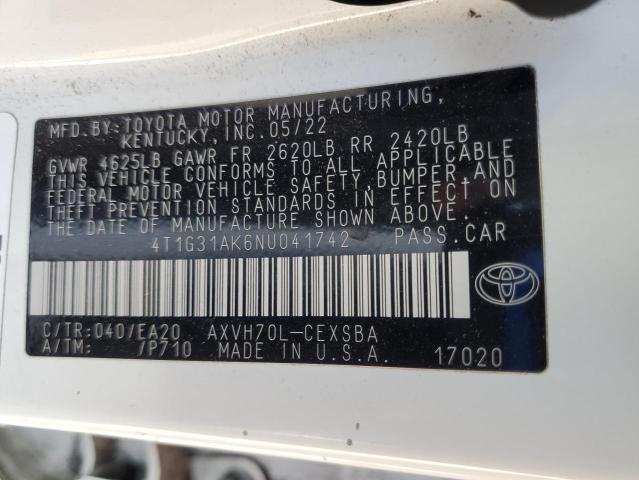 MFD.BY:TOYOTA MOTOR MANUFACTURING,
KENTUCKY, INC.05/22
GVWR 4625LB GAWR FR 2620LB RR 2420LB
THIS VEHICLE CONFORMS TO ALL APPLICABLE
FEDERAL MOTOR VEHICLE SAFETY,BUMPER,AND
THEFT PREVENTION STANDARDS IN EFFECT ON
THE DATE OF MANUFACTURE SHOWN ABOVE.
4T1G31AK6NU041742 PASS.CAR
C/TR:040/EA20 AXVH70L-CEXSBA
A/TM: /P710 MADE IN U.S.A. 17020